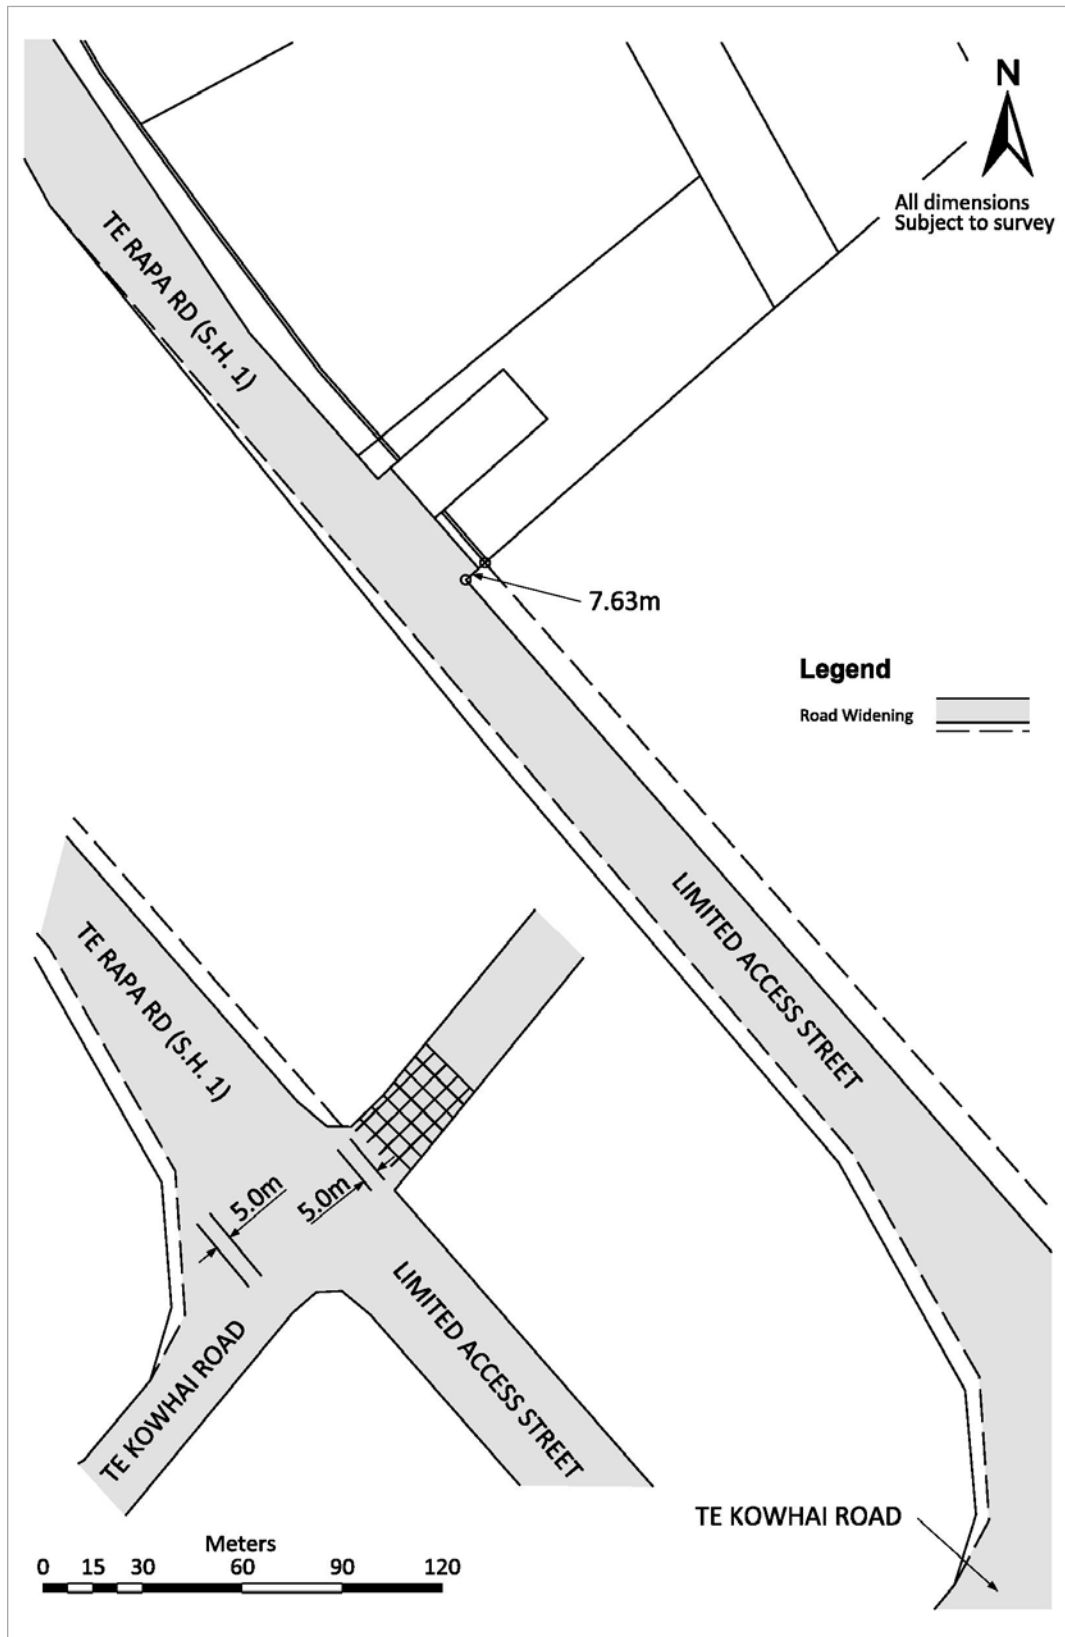 N
All dimensions
Subject to survey
TE RAPA RD (S.H. 1)
7.63m
Legend
Road Widening
LIMITED ACCESS STREET
TE RAPA RD (S.H. 1)
5.0m
5.0m
LIMITED ACCESS STREET
TE KOWHAI ROAD
TE KOWHAI ROAD
Meters
0 15 30 60 90 120